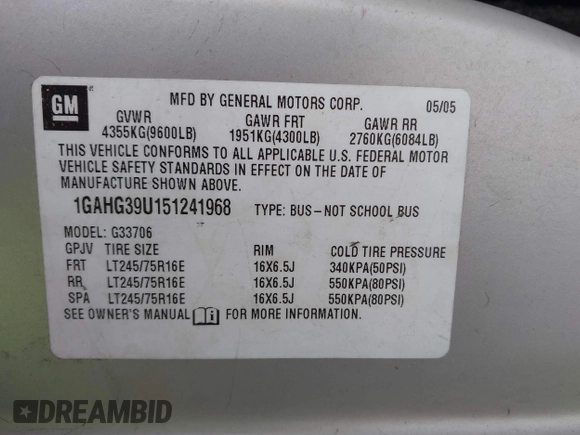 GM
MFD BY GENERAL MOTORS CORP. 05/05
GVWR GAWR FRT GAWR RR
4355KG(9600LB) 1951KG(4300LB) 2760KG(6084LB)
THIS VEHICLE CONFORMS TO ALL APPLICABLE U.S. FEDERAL MOTOR
VEHICLE SAFETY STANDARDS IN EFFECT ON THE DATE OF
MANUFACTURE SHOWN ABOVE.
1GAHG39U151241968 TYPE: BUS-NOT SCHOOL BUS
MODEL: G33706
GPJV TIRE SIZE RIM COLD TIRE PRESSURE
FRT LT245/75R16E 16X6.5J 340KPA(50PSI)
RR LT245/75R16E 16X6.5J 550KPA(80PSI)
SPA LT245/75R16E 16X6.5J 550KPA(80PSI)
SEE OWNER'S MANUAL FOR MORE INFORMATION.
DREAMBID